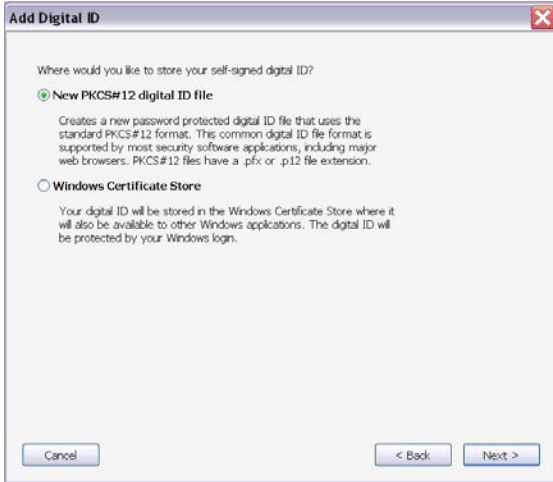 Add Digital ID
Where would you like to store your self-signed digital ID?
New PKCS#12 digital ID file
Creates a new password protected digital ID file that uses the
standard PKCS#12 format. This common digital ID file format is
supported by most security software applications, including major
web browsers. PKCS#12 files have a .pfx or .p12 file extension.
Windows Certificate Store
Your digital ID will be stored in the Windows Certificate Store where it
will also be available to other Windows applications. The digital ID will
be protected by your Windows login.
Cancel
< Back
Next >